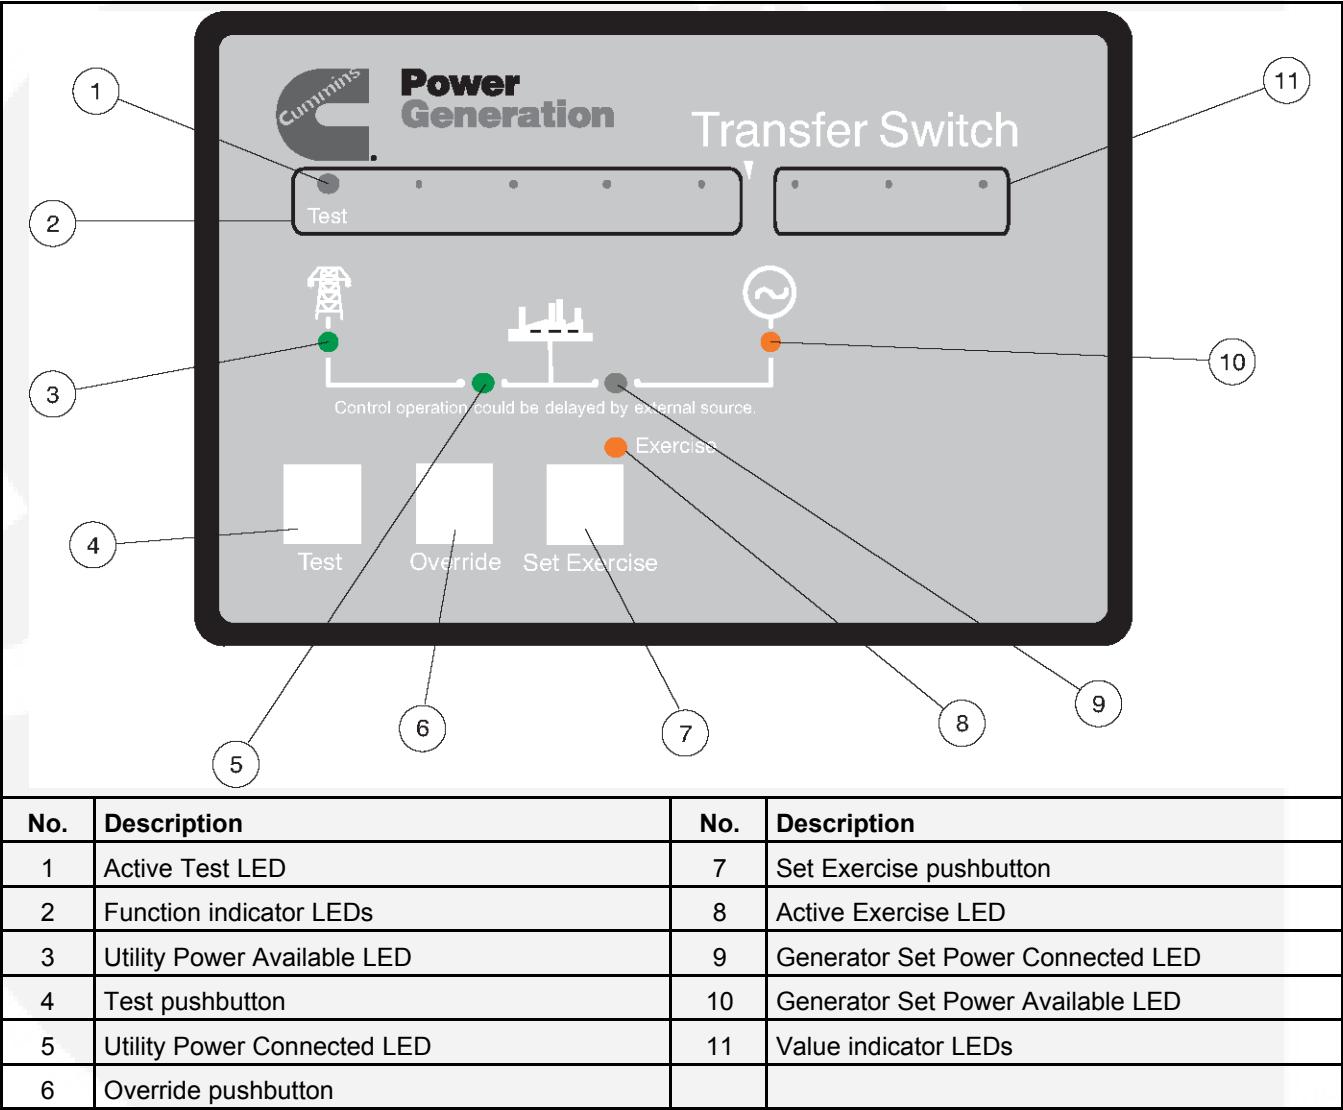 Cummins
Power
Generation
Transfer Switch
1
11
2
Test
3
10
Control operation could be delayed by external source.
Exercise
4
Test
Override
Set Exercise
5
6
7
8
9
No. Description No. Description
1 Active Test LED 7 Set Exercise pushbutton
2 Function indicator LEDs 8 Active Exercise LED
3 Utility Power Available LED 9 Generator Set Power Connected LED
4 Test pushbutton 10 Generator Set Power Available LED
5 Utility Power Connected LED 11 Value indicator LEDs
6 Override pushbutton